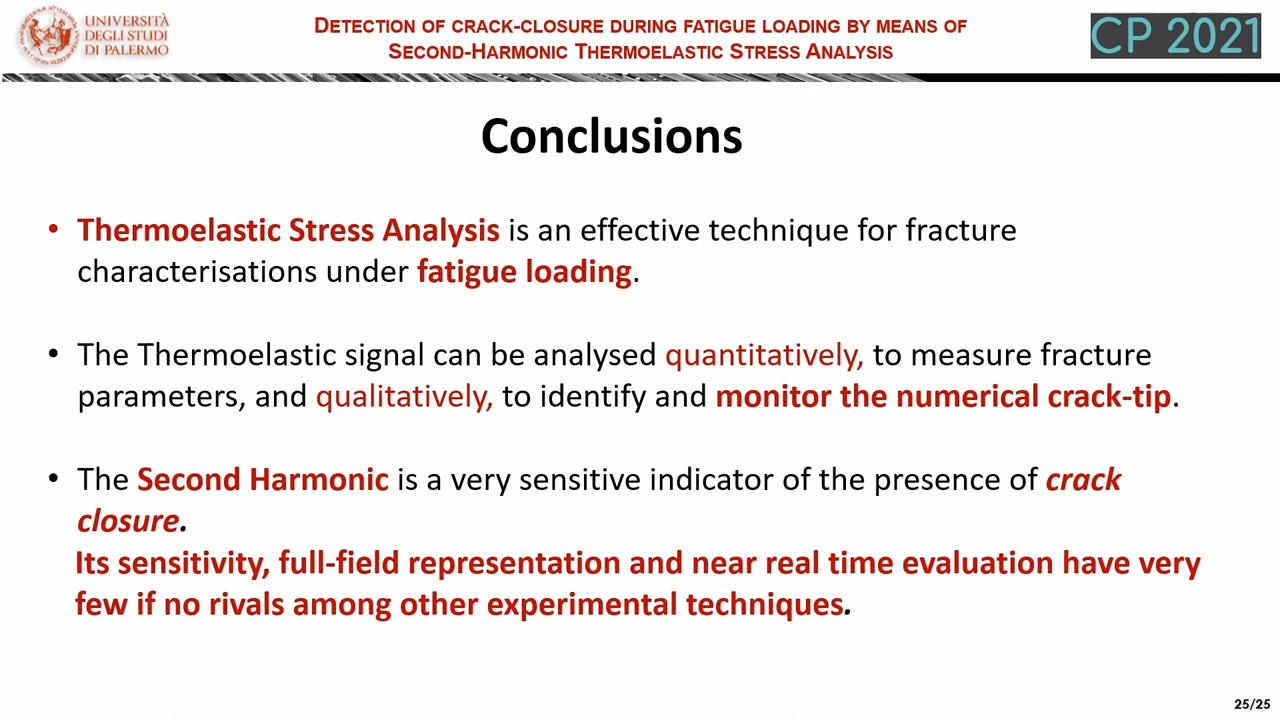 UNIVERSITÀ
DEGLI STUDI
DI PALERMO
DETECTION OF CRACK-CLOSURE DURING FATIGUE LOADING BY MEANS OF
SECOND-HARMONIC THERMOELASTIC STRESS ANALYSIS
CP 2021
Conclusions
• Thermoelastic Stress Analysis is an effective technique for fracture
characterisations under fatigue loading.
• The Thermoelastic signal can be analysed quantitatively, to measure fracture
parameters, and qualitatively, to identify and monitor the numerical crack-tip.
• The Second Harmonic is a very sensitive indicator of the presence of crack
closure.
Its sensitivity, full-field representation and near real time evaluation have very
few if no rivals among other experimental techniques.
25/25